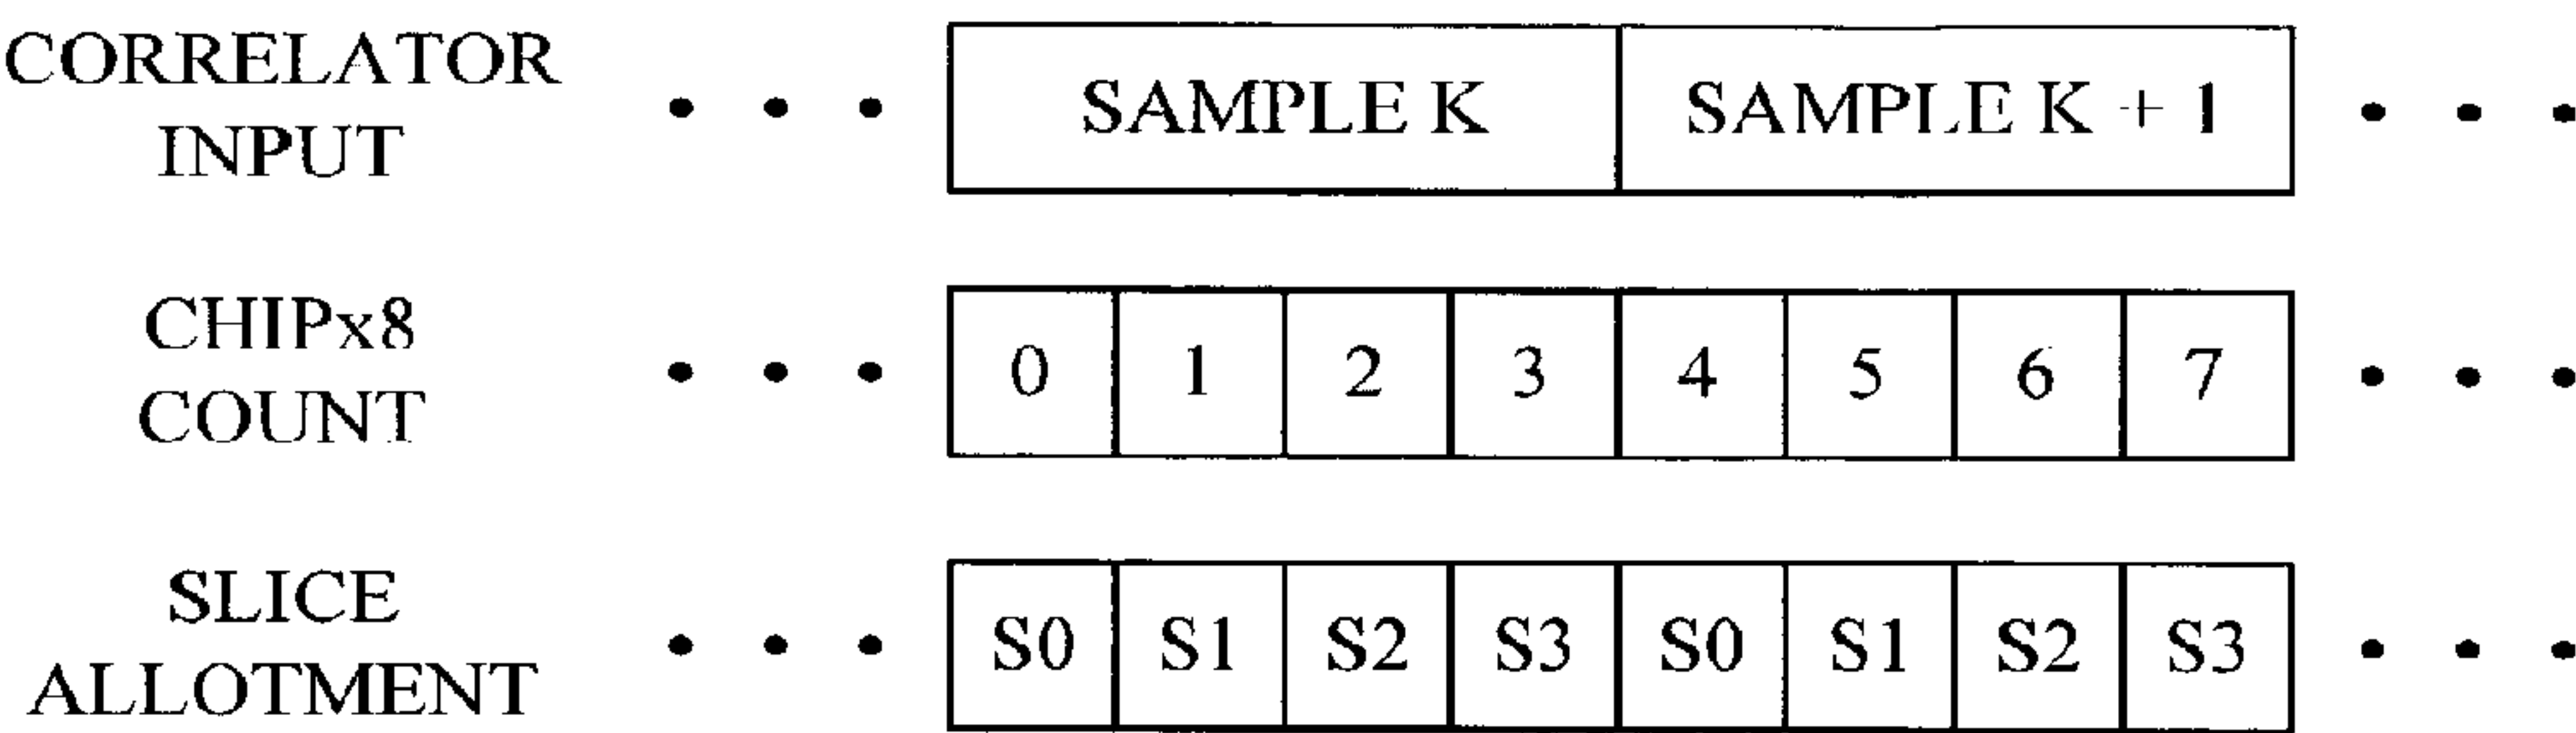 CORRELATOR
INPUT
• • • SAMPLE K SAMPLE K + 1 • • •
CHIPx8
COUNT
• • • 0 1 2 3 4 5 6 7 • • •
SLICE
ALLOTMENT
• • • S0 S1 S2 S3 S0 S1 S2 S3 • • •